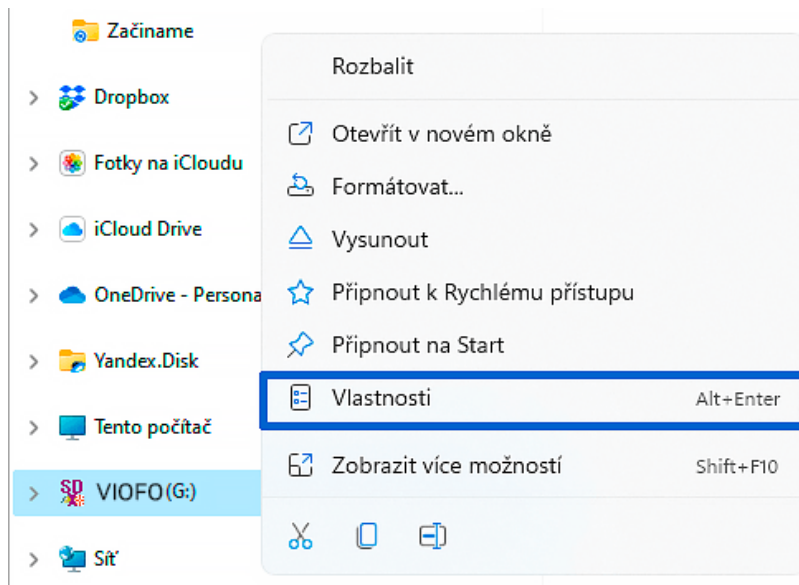 Začiname
Dropbox
Fotky na iCloudu
iCloud Drive
OneDrive - Persona
Yandex.Disk
Tento počítač
SD VIOFO(G:)
Síť
Rozbalit
Otevřít v novém okně
Formátovat...
Vysunout
Připnout k Rychlému přístupu
Připnout na Start
Vlastnosti Alt+Enter
Zobrazit více možností Shift+F10